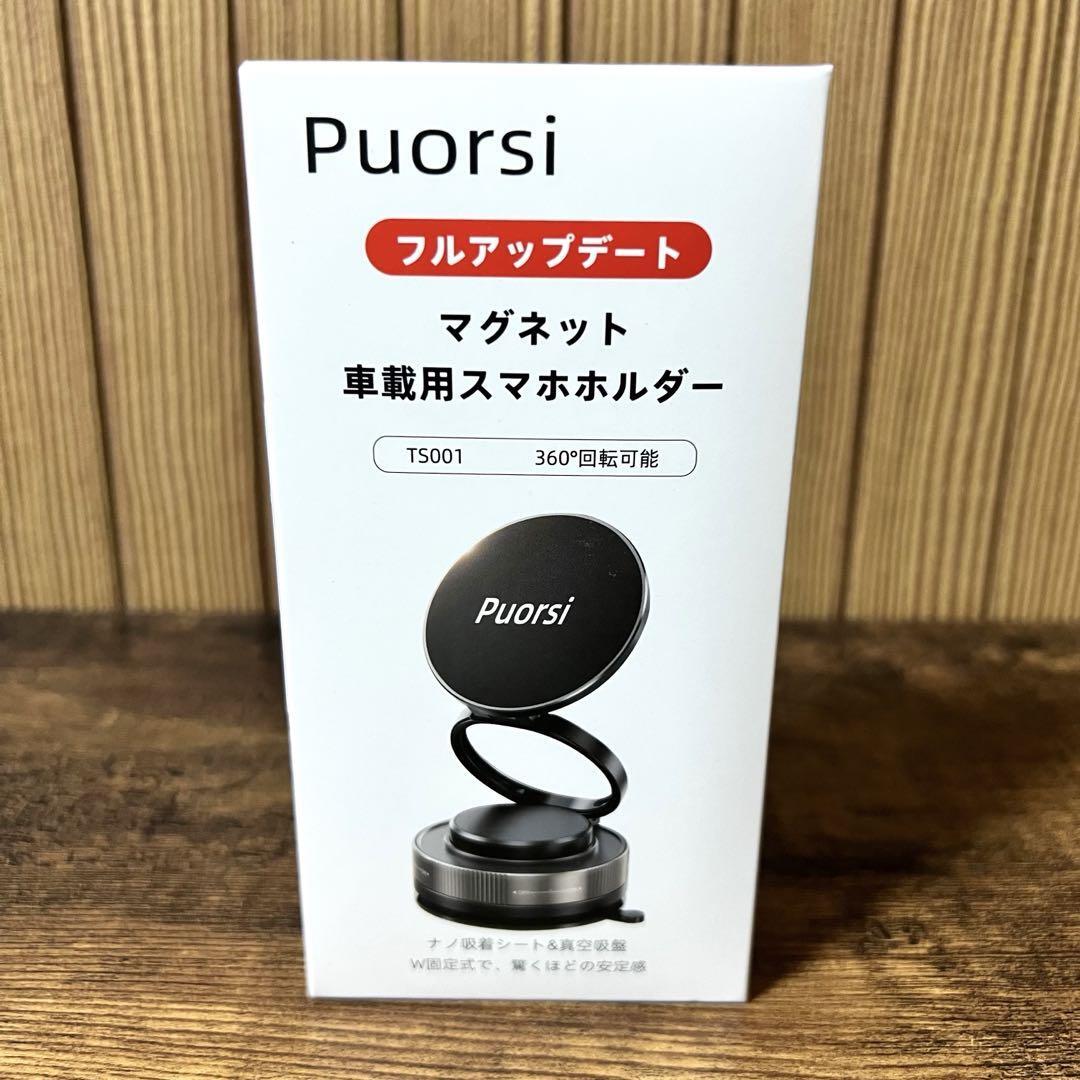 Puorsi
フルアップデート
マグネット
車載用スマホホルダー
TS001 360°回転可能
Puorsi
ナノ吸着シート&真空吸盤
W固定式で、驚くほどの安定感